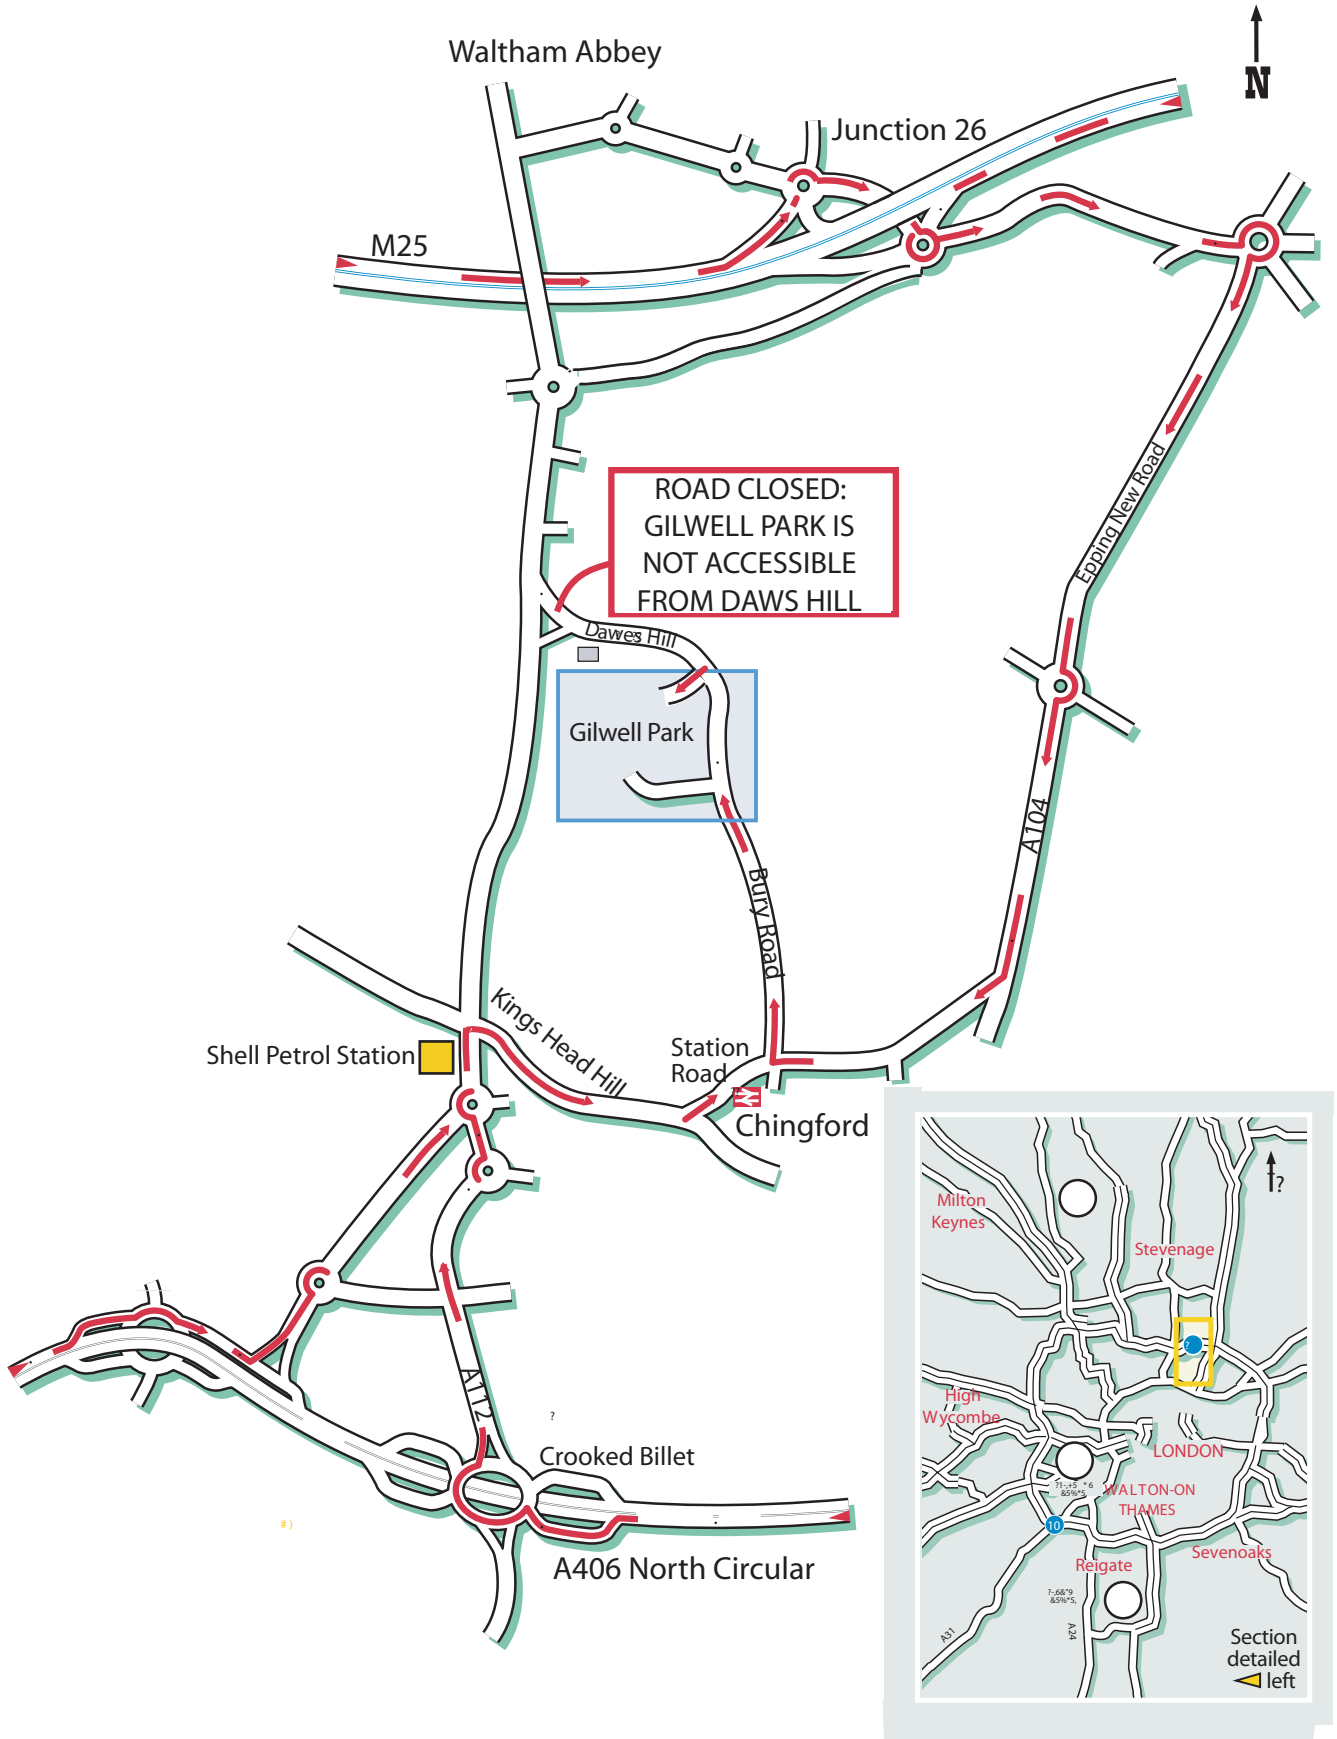 Waltham Abbey
N
Junction 26
M25
ROAD CLOSED:
GILWELL PARK IS
NOT ACCESSIBLE
FROM DAWS HILL
Epping New Road
Dawes Hill
Gilwell Park
A104
Bury Road
Kings Head Hill
Shell Petrol Station
Station
Road
Chingford
A112
?
Crooked Billet
# )
A406 North Circular
?
Milton
Keynes
Stevenage
High
Wycombe
LONDON
WALTON-ON
THAMES
10
Sevenoaks
Reigate
A31
A24
Section
detailed
left